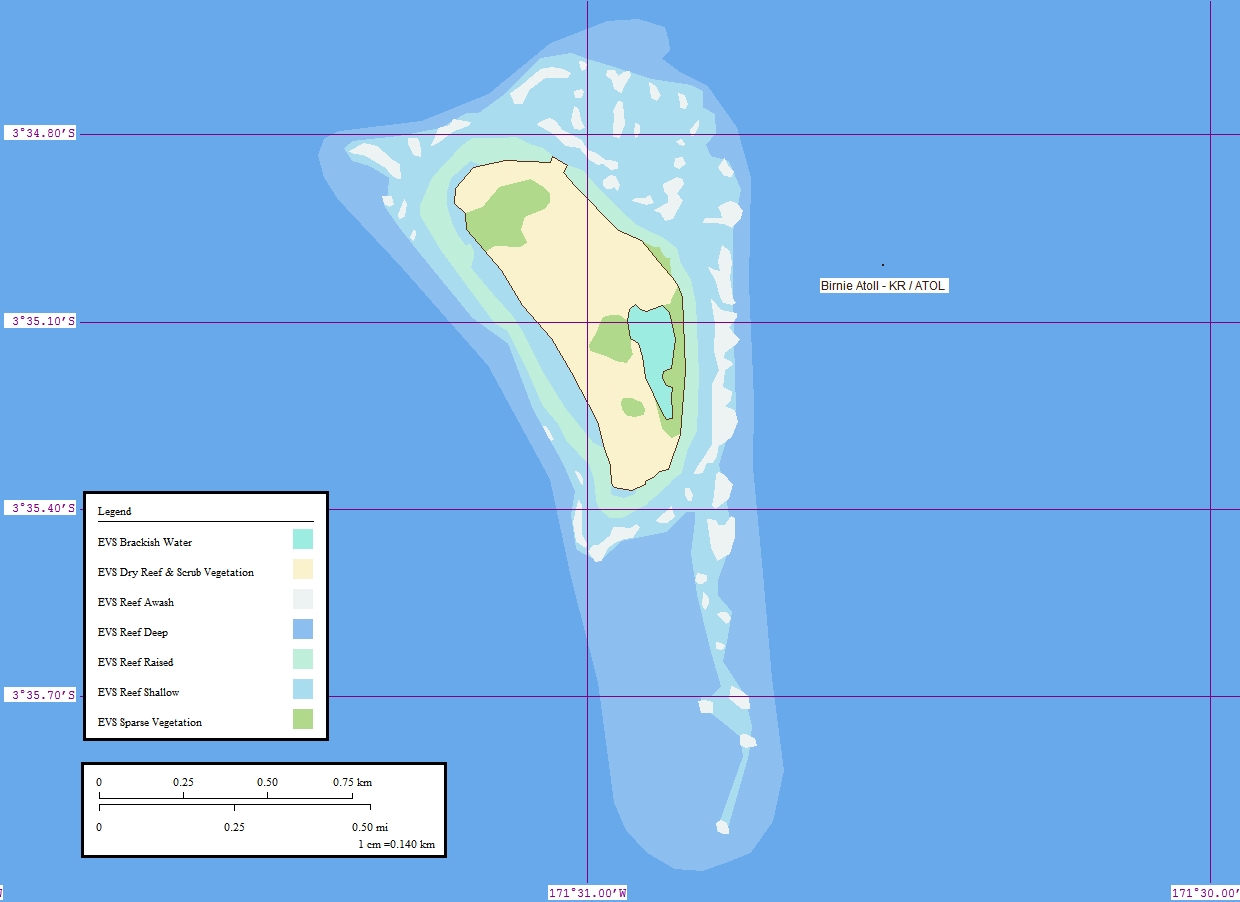 3°34.80'S
Birnie Atoll - KR / ATOL
3°35.10'S
3°35.40'S
Legend
EVS Brackish Water
EVS Dry Reef & Scrub Vegetation
EVS Reef Awash
EVS Reef Deep
EVS Reef Raised
EVS Reef Shallow
EVS Sparse Vegetation
3°35.70'S
0 0.25 0.50 0.75 km
0 0.25 0.50 mi
1 cm =0.140 km
W 171°31.00'W 171°30.00'